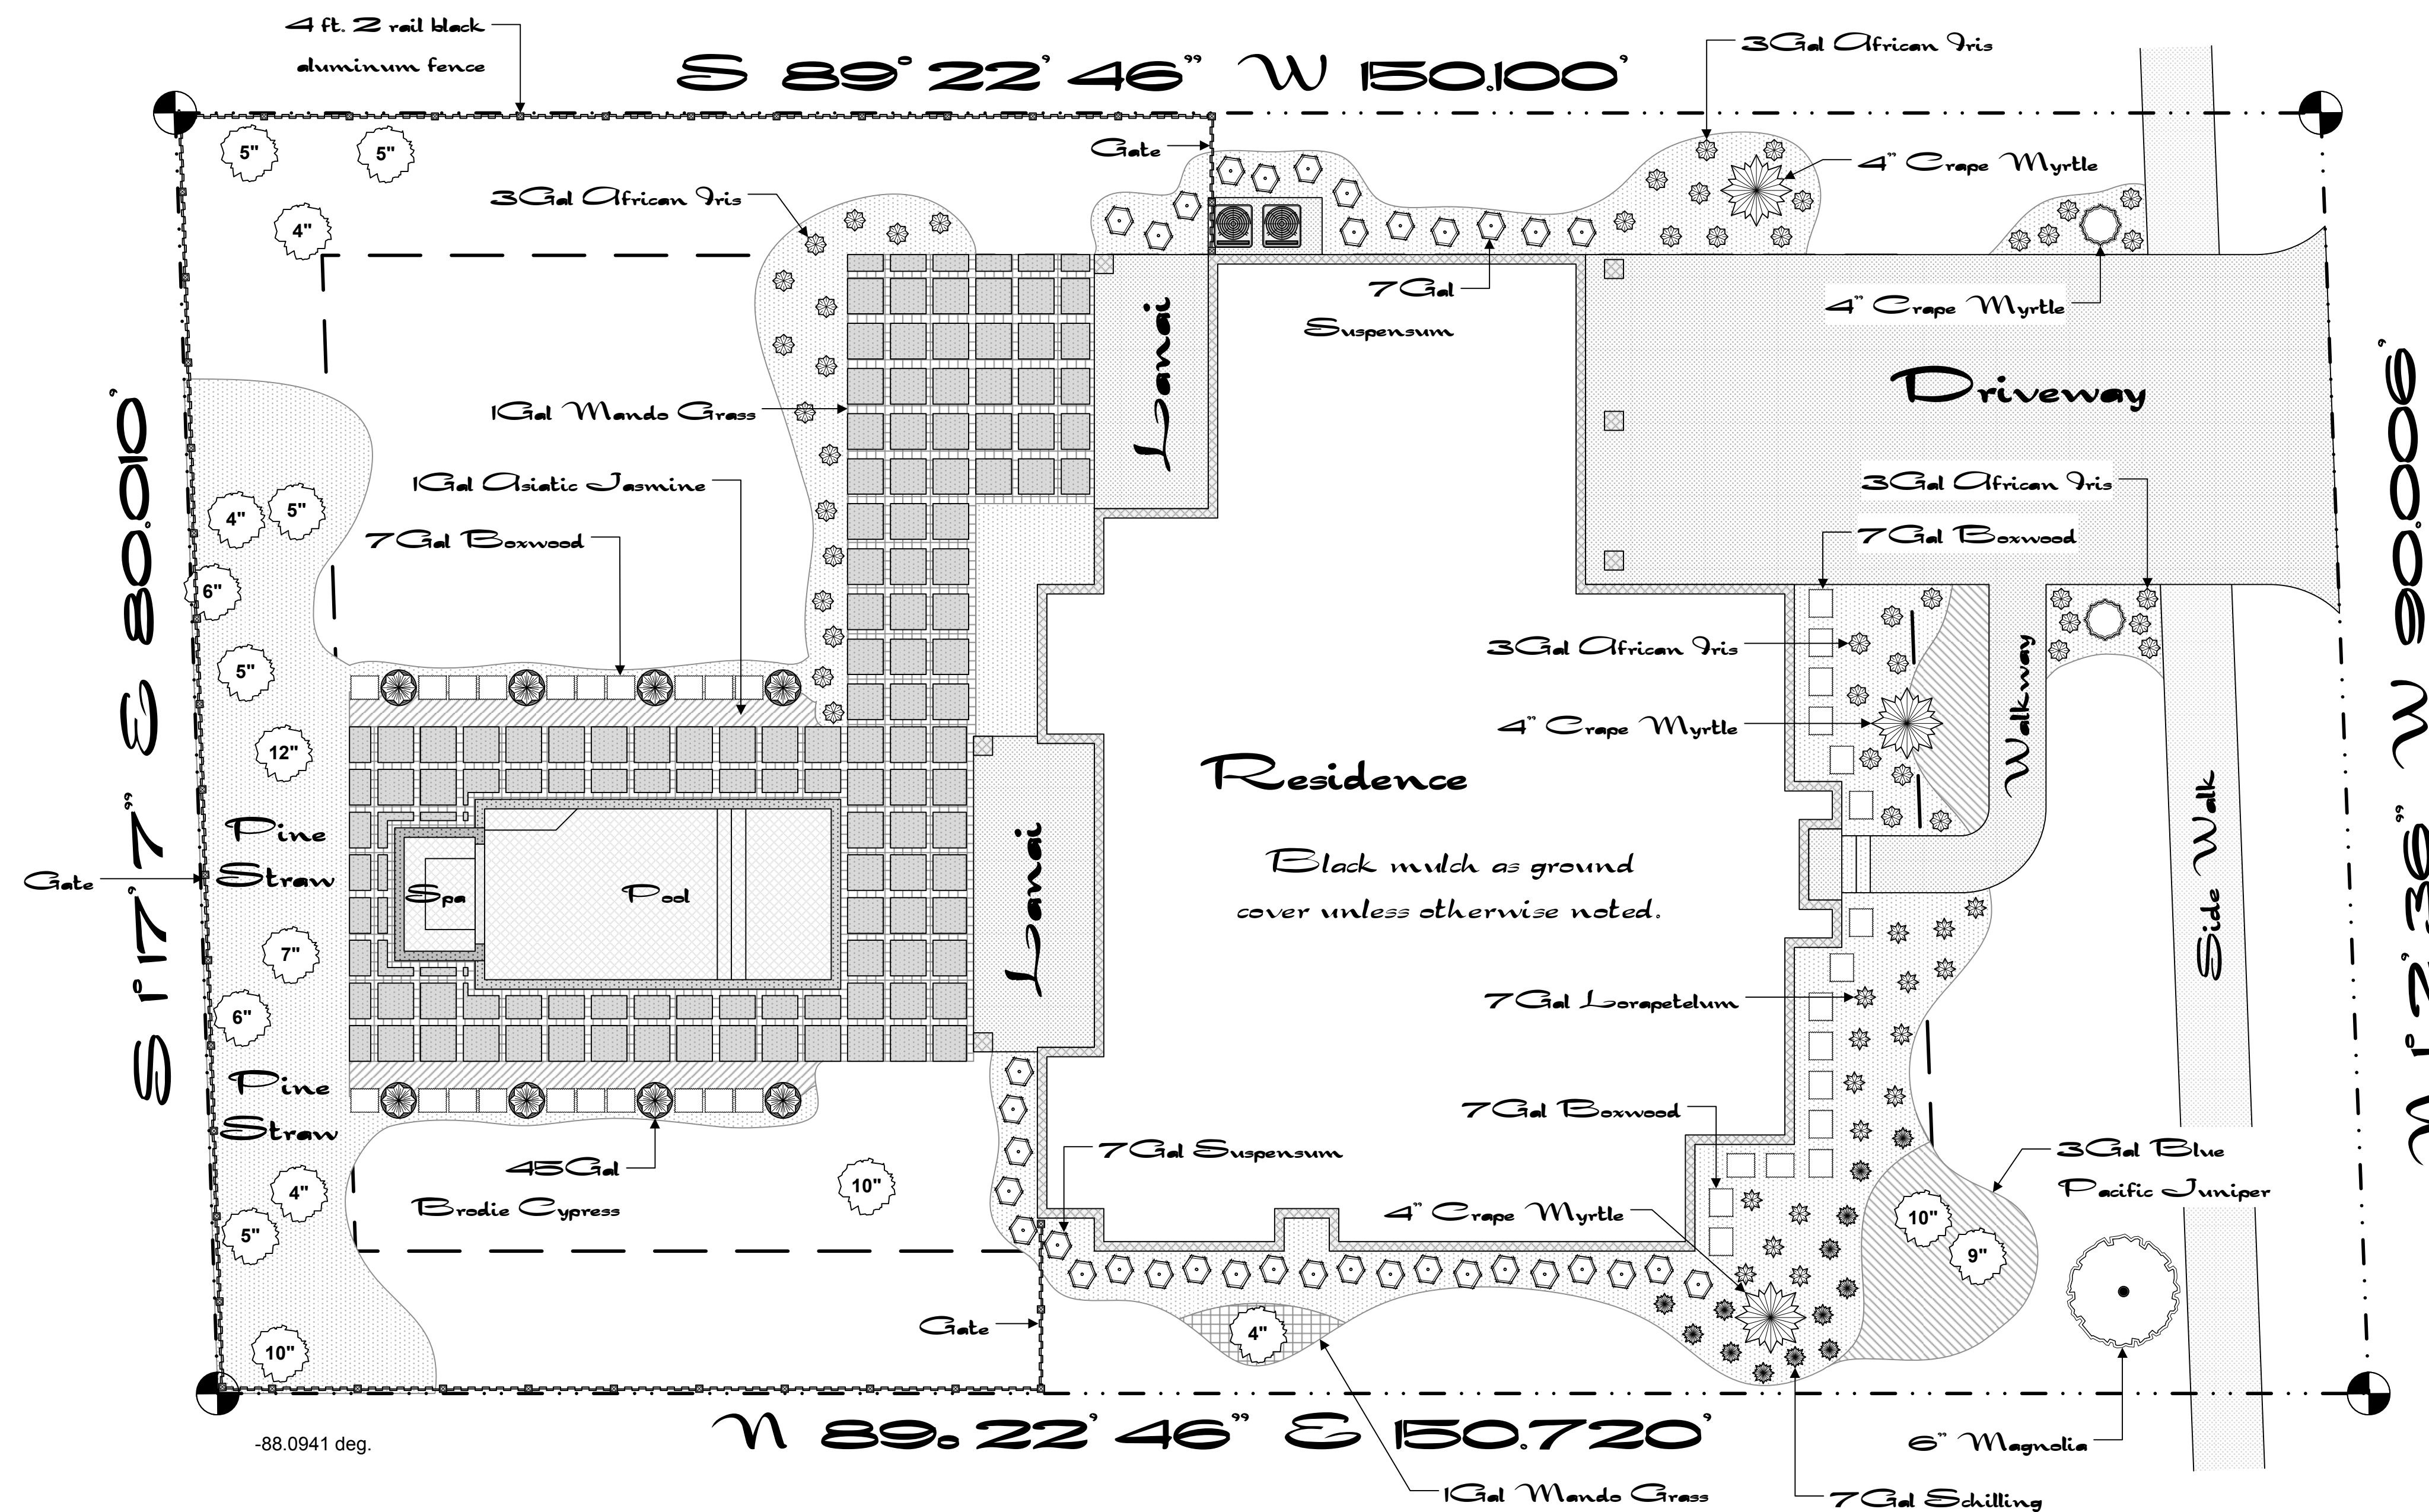 4 ft. 2 rail black
aluminum fence
S 89° 22' 46" W 150.100'
3Gal African Iris
5"
5"
4"
Gate
4" Crape Myrtle
3Gal African Iris
7Gal
Suspensum
4" Crape Myrtle
Lanai
Driveway
1Gal Mando Grass
1Gal Asiatic Jasmine
7Gal Boxwood
3Gal African Iris
7Gal Boxwood
S 1° 17' 7" E 80.010'
4"
5"
6"
5"
12"
3Gal African Iris
4" Crape Myrtle
Walkway
Side Walk
Residence
Black mulch as ground
cover unless otherwise noted.
Pine
Straw
Gate
Spa
Pool
Lanai
7"
6"
7Gal Lorapetelum
Pine
Straw
7Gal Boxwood
7Gal Suspensum
45Gal
Brodie Cypress
10"
4"
5"
10"
4" Crape Myrtle
3Gal Blue
Pacific Juniper
10"
9"
Gate
4"
N 89° 22' 46" E 150.720'
-88.0941 deg.
6" Magnolia
1Gal Mando Grass
7Gal Schilling
N 1° 2' 36" W 90.006'